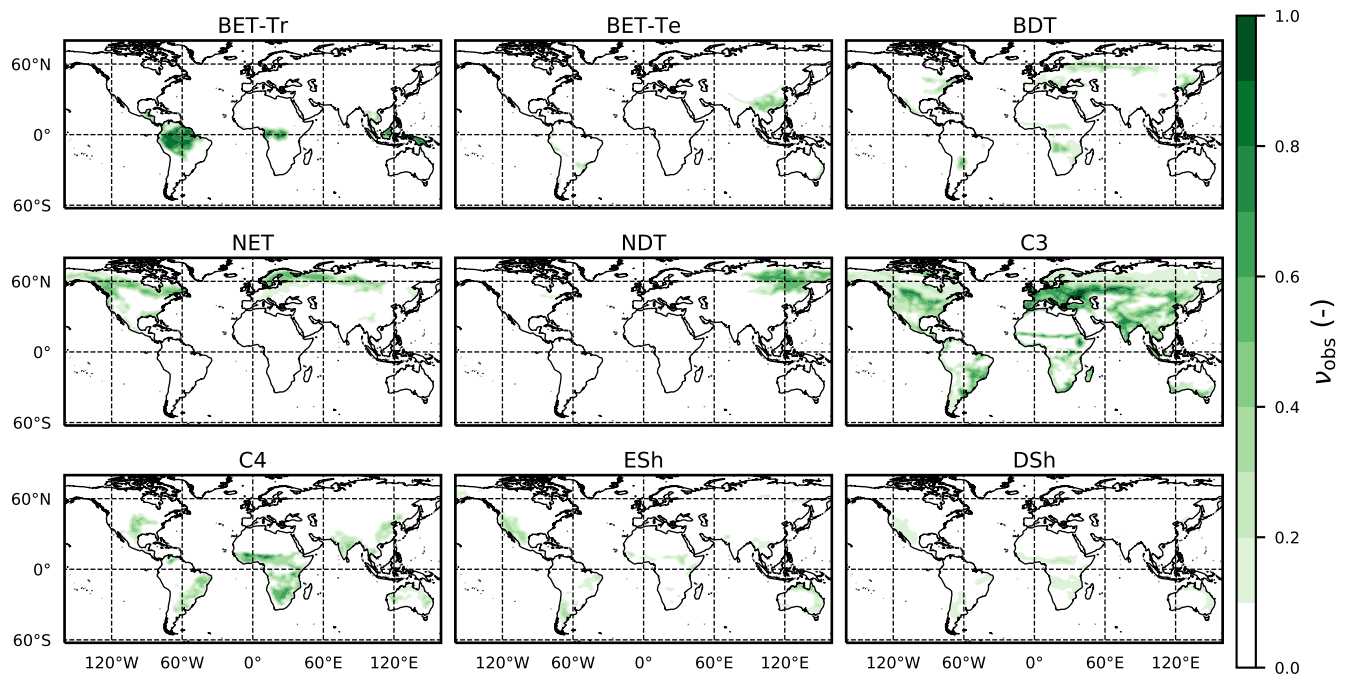 BET-Tr BET-Te BDT
60°N
0°
60°S
NET NDT C3
60°N
0°
60°S
C4 ESh DSh
60°N
0°
60°S
120°W 60°W 0° 60°E 120°E 120°W 60°W 0° 60°E 120°E 120°W 60°W 0° 60°E 120°E
1.0
0.8
0.6
0.4
0.2
0.0
νobs (-)